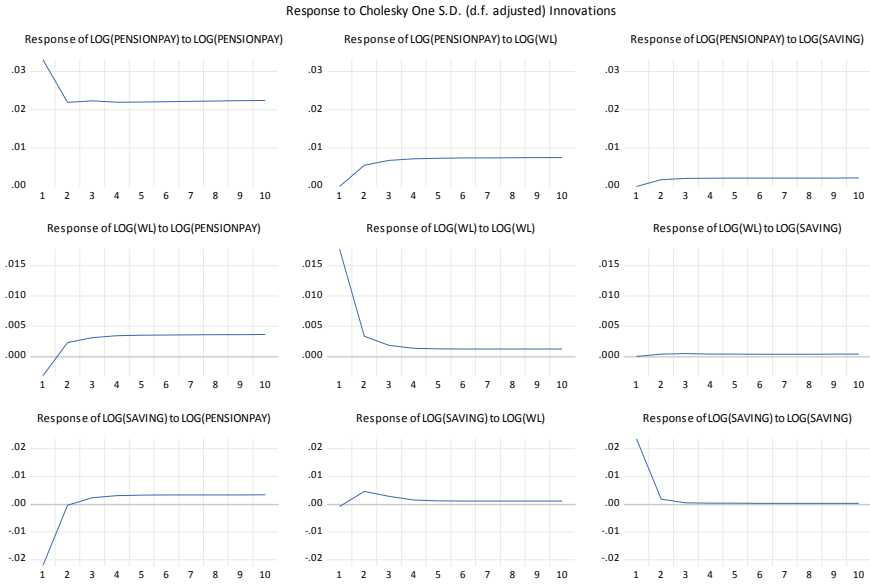 Response to Cholesky One S.D. (d.f. adjusted) Innovations
Response of LOG(PENSIONPAY) to LOG(PENSIONPAY)
.03
.02
.01
.00
1 2 3 4 5 6 7 8 9 10
Response of LOG(PENSIONPAY) to LOG(WL)
.03
.02
.01
.00
1 2 3 4 5 6 7 8 9 10
Response of LOG(PENSIONPAY) to LOG(SAVING)
.03
.02
.01
.00
1 2 3 4 5 6 7 8 9 10
Response of LOG(WL) to LOG(PENSIONPAY)
.015
.010
.005
.000
1 2 3 4 5 6 7 8 9 10
Response of LOG(WL) to LOG(WL)
.015
.010
.005
.000
1 2 3 4 5 6 7 8 9 10
Response of LOG(WL) to LOG(SAVING)
.015
.010
.005
.000
1 2 3 4 5 6 7 8 9 10
Response of LOG(SAVING) to LOG(PENSIONPAY)
.02
.01
.00
-.01
-.02
1 2 3 4 5 6 7 8 9 10
Response of LOG(SAVING) to LOG(WL)
.02
.01
.00
-.01
-.02
1 2 3 4 5 6 7 8 9 10
Response of LOG(SAVING) to LOG(SAVING)
.02
.01
.00
-.01
-.02
1 2 3 4 5 6 7 8 9 10